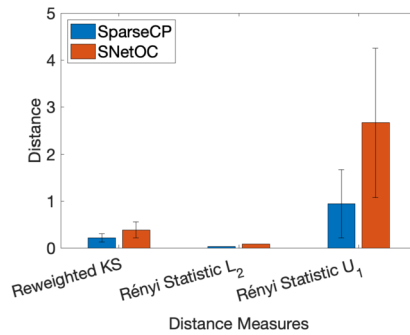 5
4
3
2
1
0
Distance
SparseCP
SNetOC
Reweighted KS
Rényi Statistic L₂
Rényi Statistic U₁
Distance Measures